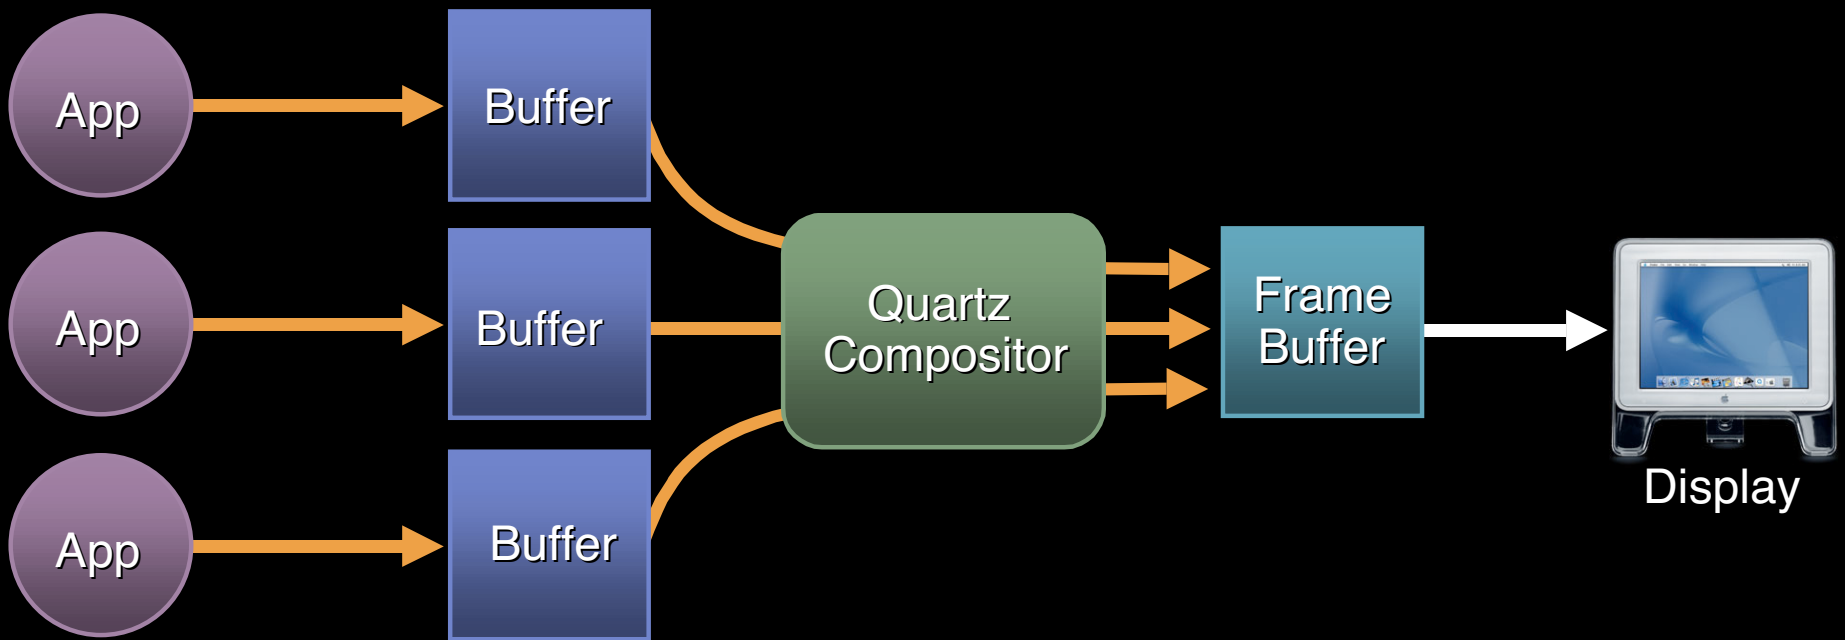 App
Buffer
App
Buffer
Quartz
Compositor
Frame
Buffer
Display
App
Buffer